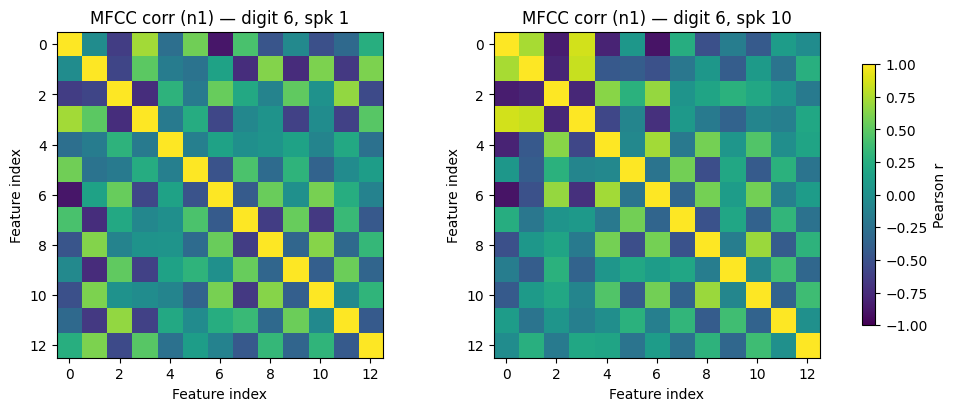 MFCC corr (n1) — digit 6, spk 1
0
2
4
6
8
10
12
Feature index
0 2 4 6 8 10 12
Feature index
MFCC corr (n1) — digit 6, spk 10
0
2
4
6
8
10
12
Feature index
0 2 4 6 8 10 12
Feature index
1.00
0.75
0.50
0.25
0.00
−0.25
−0.50
−0.75
−1.00
Pearson r